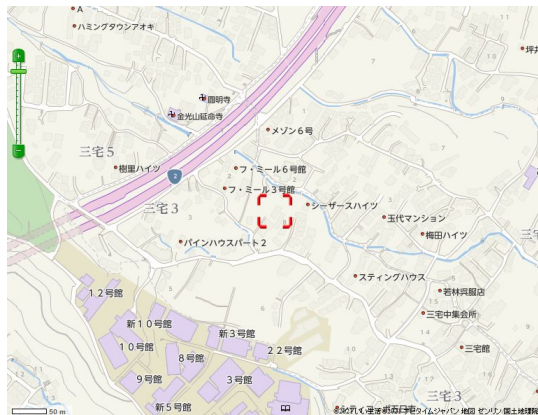 A
ハミングタウンアオキ
11
坪井
7
圓明寺
金光山延命寺
メゾン6号
三宅5
樹里ハイツ
2
フ・ミール6号館
フ・ミール3号館
三宅3
シーザースハイツ
玉代マンション
梅田ハイツ
パインハウスパート2
スティングハウス
12号館
若林呉服店
新10号館
新3号館
三宅中集会所
10号館
8号館
22号館
三宅館
9号館
3号館
新5号館
三宅3
50 m